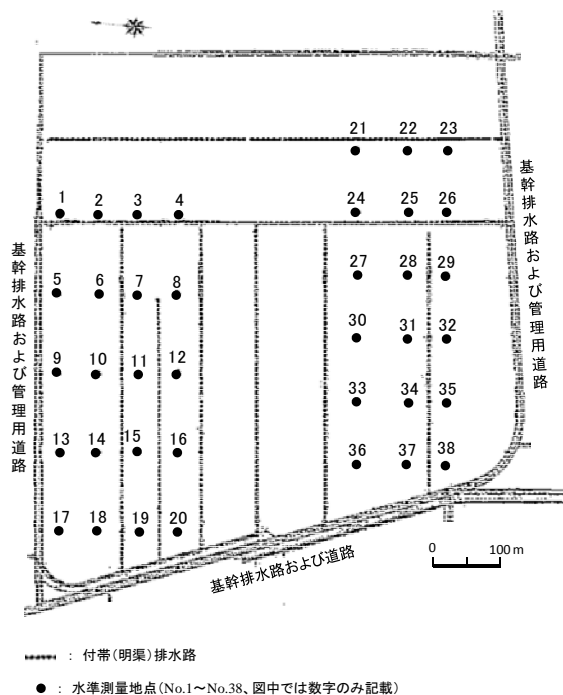 21 22 23
1 2 3 4 24 25 26
基幹排水路および管理用道路
基幹排水路および管理用道路
5 6 7 8 27 28 29
30 31 32
9 10 11 12
33 34 35
13 14 15 16 36 37 38
17 18 19 20
0 100m
基幹排水路および道路
： 付帯（明渠）排水路
： 水準測量地点（No.1～No.38、図中では数字のみ記載）